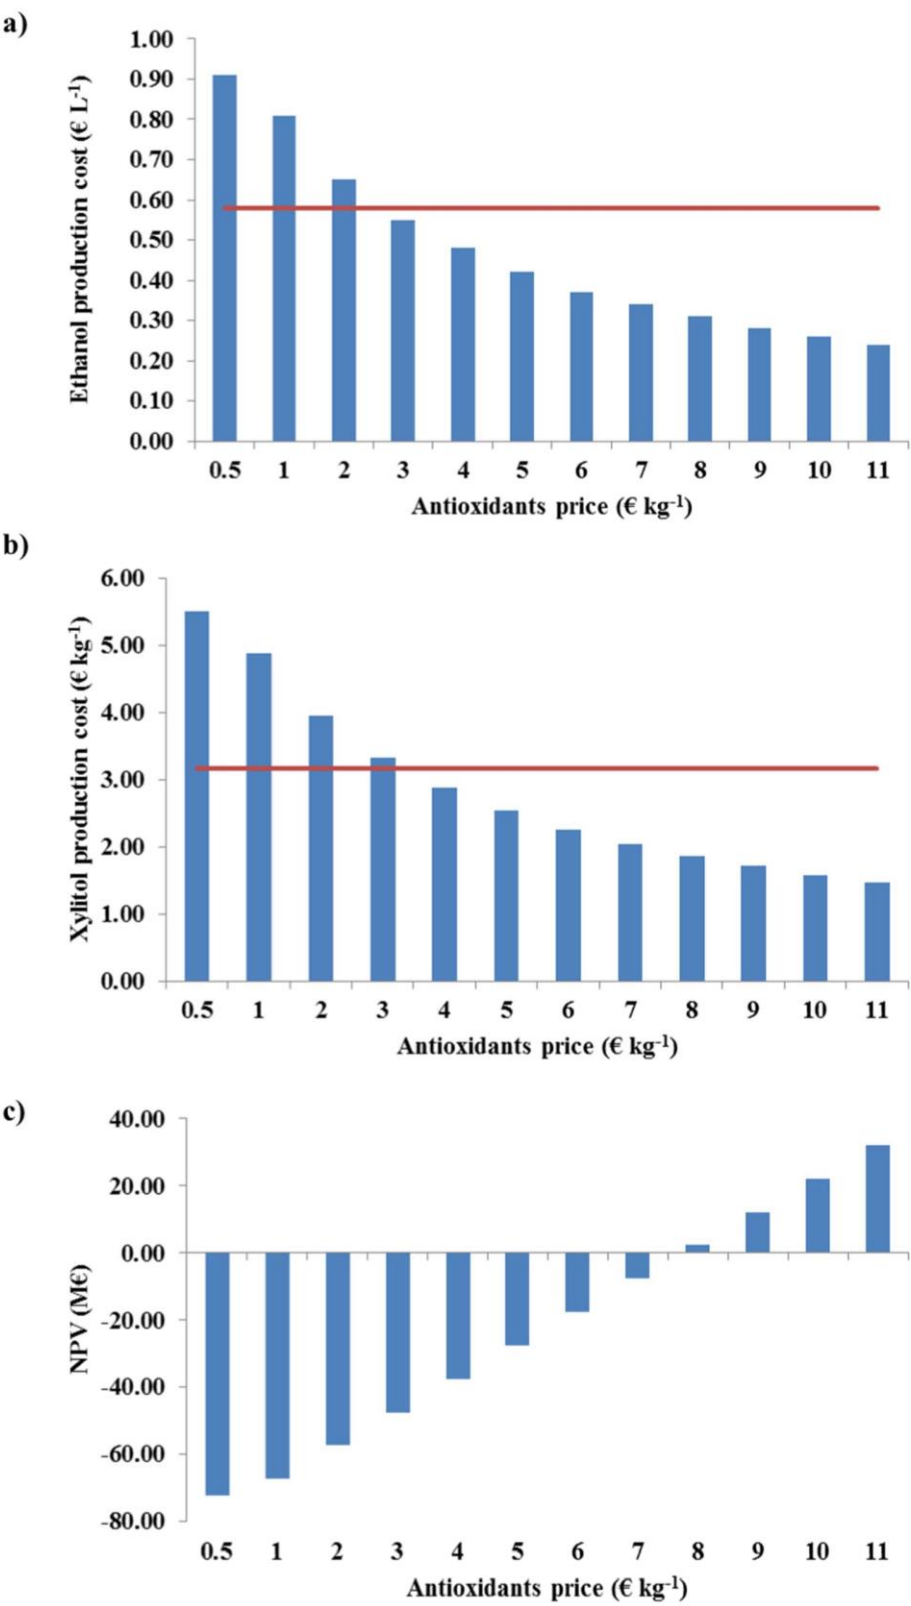 a)
Ethanol production cost (€ L-1)
1.00
0.90
0.80
0.70
0.60
0.50
0.40
0.30
0.20
0.10
0.00
0.5 1 2 3 4 5 6 7 8 9 10 11
Antioxidants price (€ kg-1)
b)
Xylitol production cost (€ kg-1)
6.00
5.00
4.00
3.00
2.00
1.00
0.00
0.5 1 2 3 4 5 6 7 8 9 10 11
Antioxidants price (€ kg-1)
c)
NPV (M€)
40.00
20.00
0.00
-20.00
-40.00
-60.00
-80.00
0.5 1 2 3 4 5 6 7 8 9 10 11
Antioxidants price (€ kg-1)